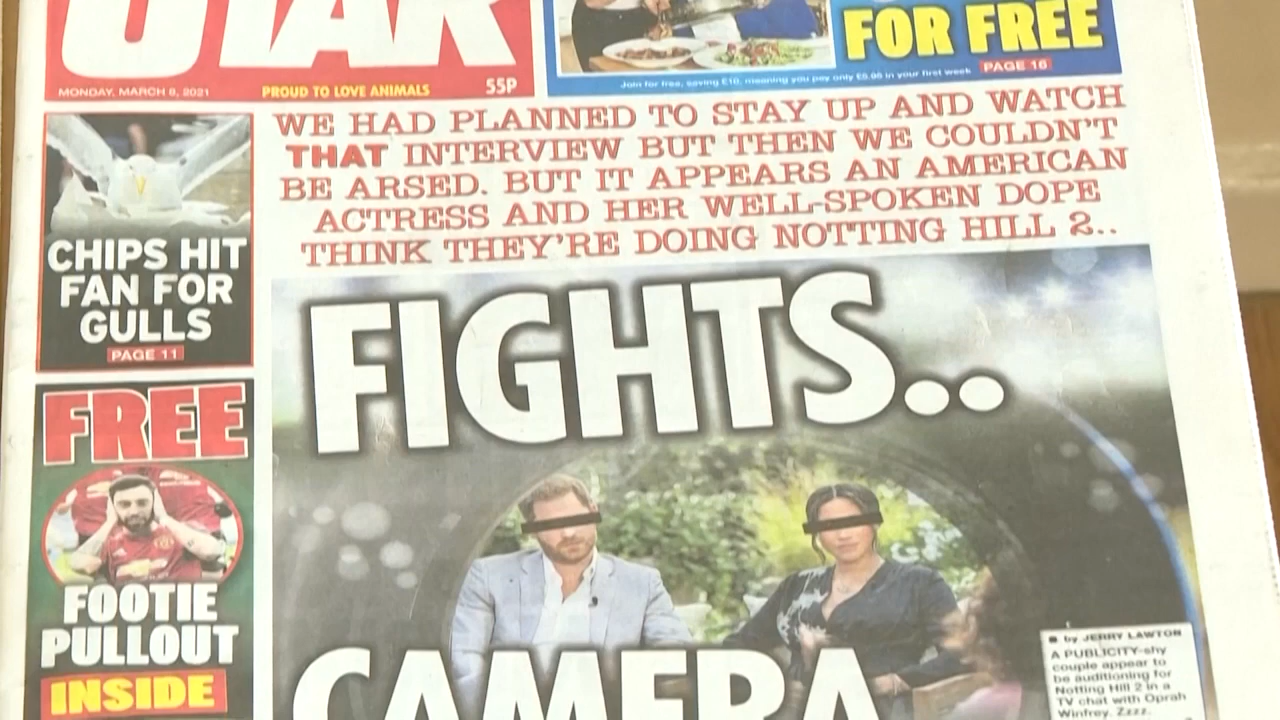 STAR
MONDAY, MARCH 8, 2021
PROUD TO LOVE ANIMALS
55P
FOR FREE
Join for free, saving £10, meaning you pay only in your first week
PAGE 16
WE HAD PLANNED TO STAY UP AND WATCH
THAT INTERVIEW BUT THEN WE COULDN'T
BE ARSED. BUT IT APPEARS AN AMERICAN
ACTRESS AND HER WELL-SPOKEN DOPE
THINK THEY'RE DOING NOTTING HILL 2..
CHIPS HIT
FAN FOR
GULLS
PAGE 11
FREE
FOOTIE
PULLOUT
INSIDE
FIGHTS..
CAMERA
by JERRY LAWTON
A PUBLICITY-shy
couple appear to
be auditioning for
Notting Hill 2 in a
TV chat with Oprah
Winfrey. Zzzz.